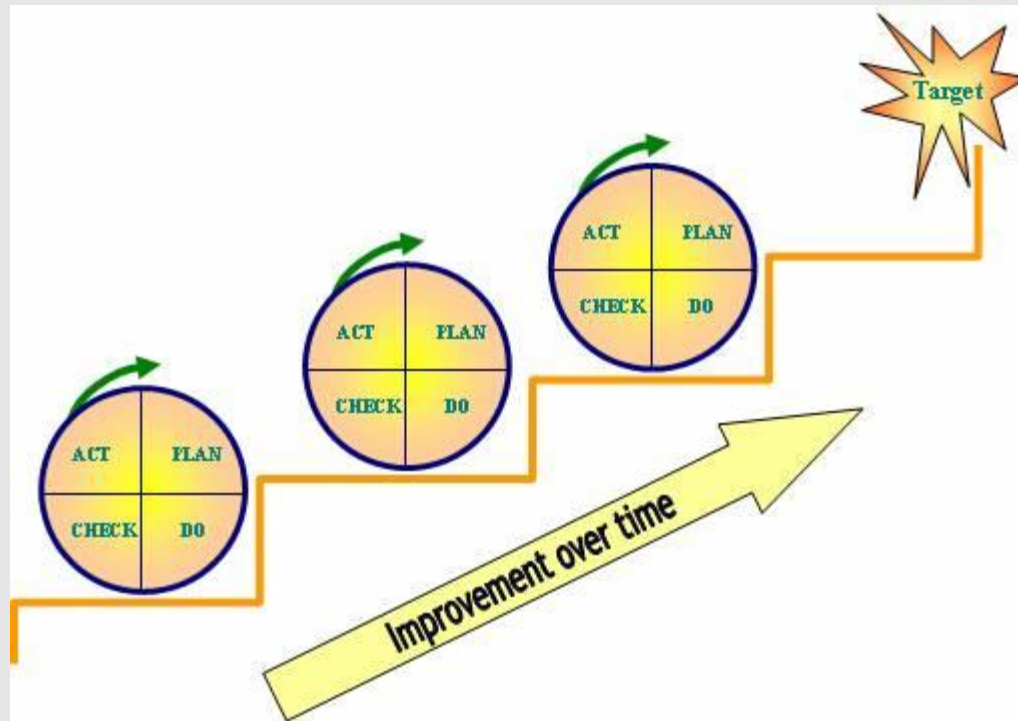 Target
ACT PLAN
CHECK DO
ACT PLAN
CHECK DO
ACT PLAN
CHECK DO
Improvement over time